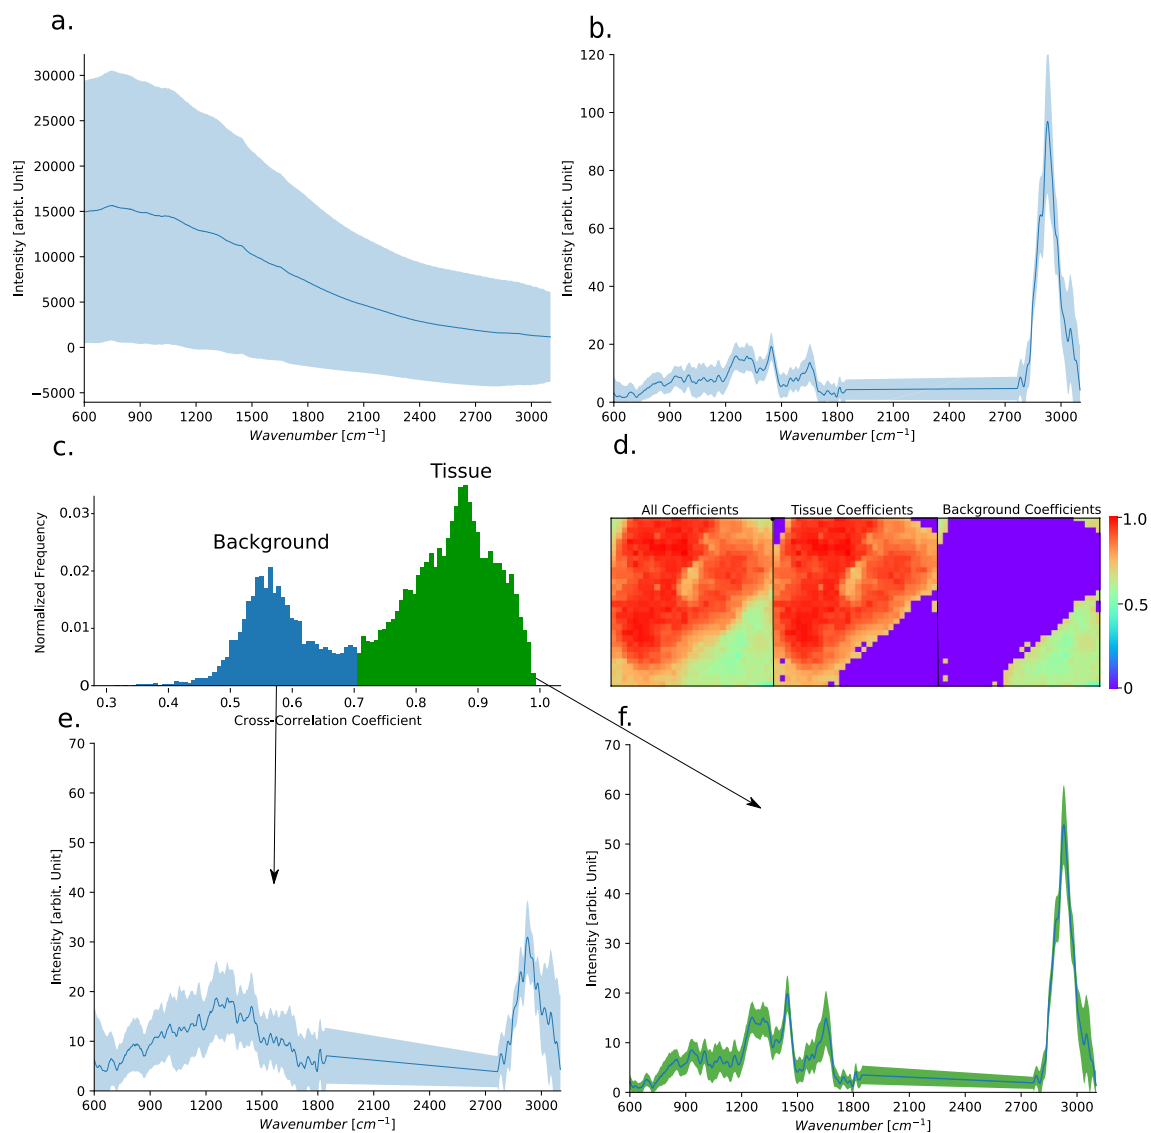 a.
30000
25000
20000
15000
10000
5000
0
−5000
Intensity [arbit. Unit]
600 900 1200 1500 1800 2100 2400 2700 3000
Wavenumber [cm⁻¹]
b.
120
100
80
60
40
20
0
Intensity [arbit. Unit]
600 900 1200 1500 1800 2100 2400 2700 3000
Wavenumber [cm⁻¹]
c.
Tissue
Background
0.03
0.02
0.01
0
Normalized Frequency
0.3 0.4 0.5 0.6 0.7 0.8 0.9 1.0
Cross-Correlation Coefficient
d.
All Coefficients Tissue Coefficients Background Coefficients
1.0
0.5
0
e.
70
60
50
40
30
20
10
0
Intensity [arbit. Unit]
600 900 1200 1500 1800 2100 2400 2700 3000
Wavenumber [cm⁻¹]
f.
70
60
50
40
30
20
10
0
Intensity [arbit. Unit]
600 900 1200 1500 1800 2100 2400 2700 3000
Wavenumber [cm⁻¹]